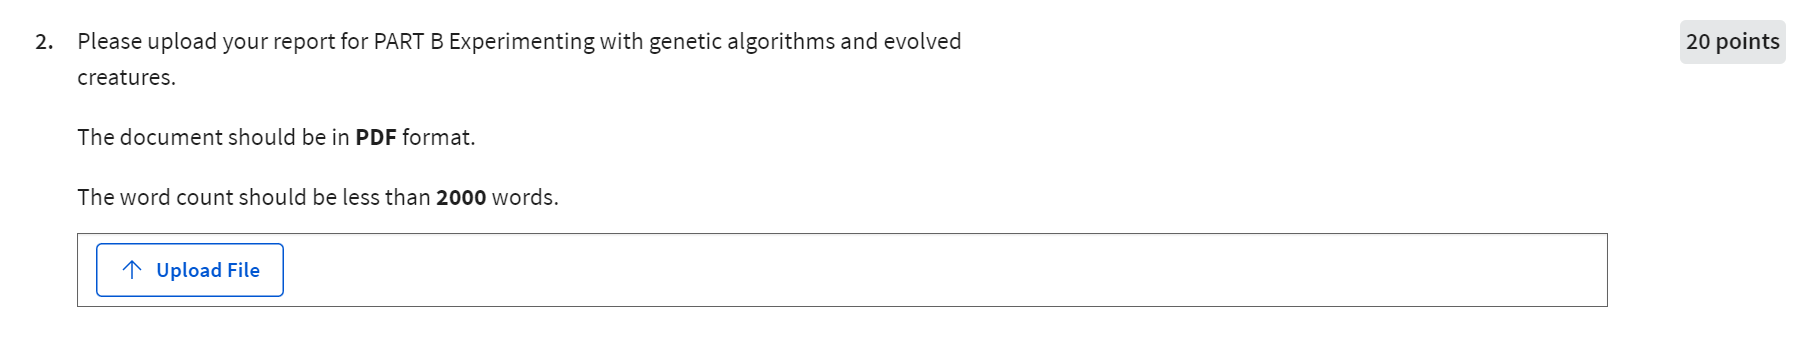 2. Please upload your report for PART B Experimenting with genetic algorithms and evolved
creatures.
20 points
The document should be in PDF format.
The word count should be less than 2000 words.
Upload File